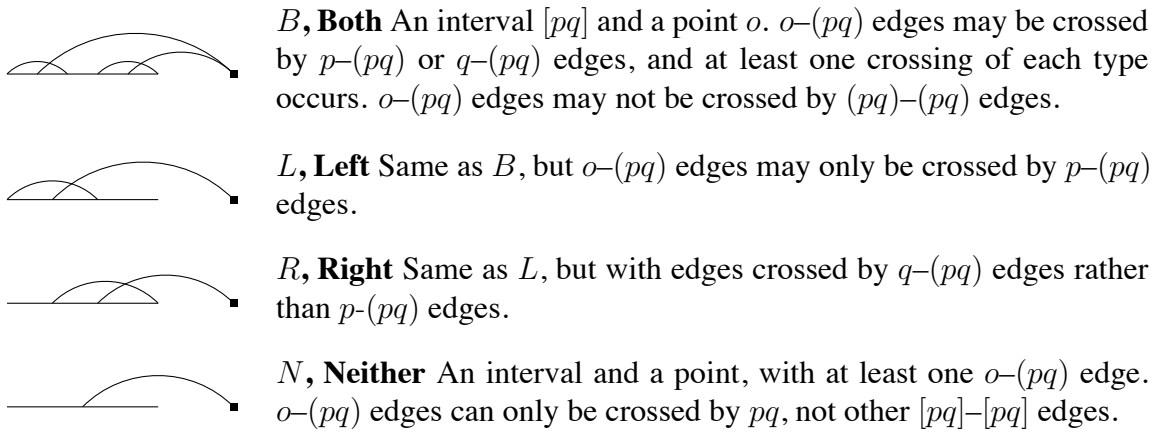 B, Both An interval [pq] and a point o. o–(pq) edges may be crossed
by p–(pq) or q–(pq) edges, and at least one crossing of each type
occurs. o–(pq) edges may not be crossed by (pq)–(pq) edges.
L, Left Same as B, but o–(pq) edges may only be crossed by p–(pq)
edges.
R, Right Same as L, but with edges crossed by q–(pq) edges rather
than p-(pq) edges.
N, Neither An interval and a point, with at least one o–(pq) edge.
o–(pq) edges can only be crossed by pq, not other [pq]–[pq] edges.